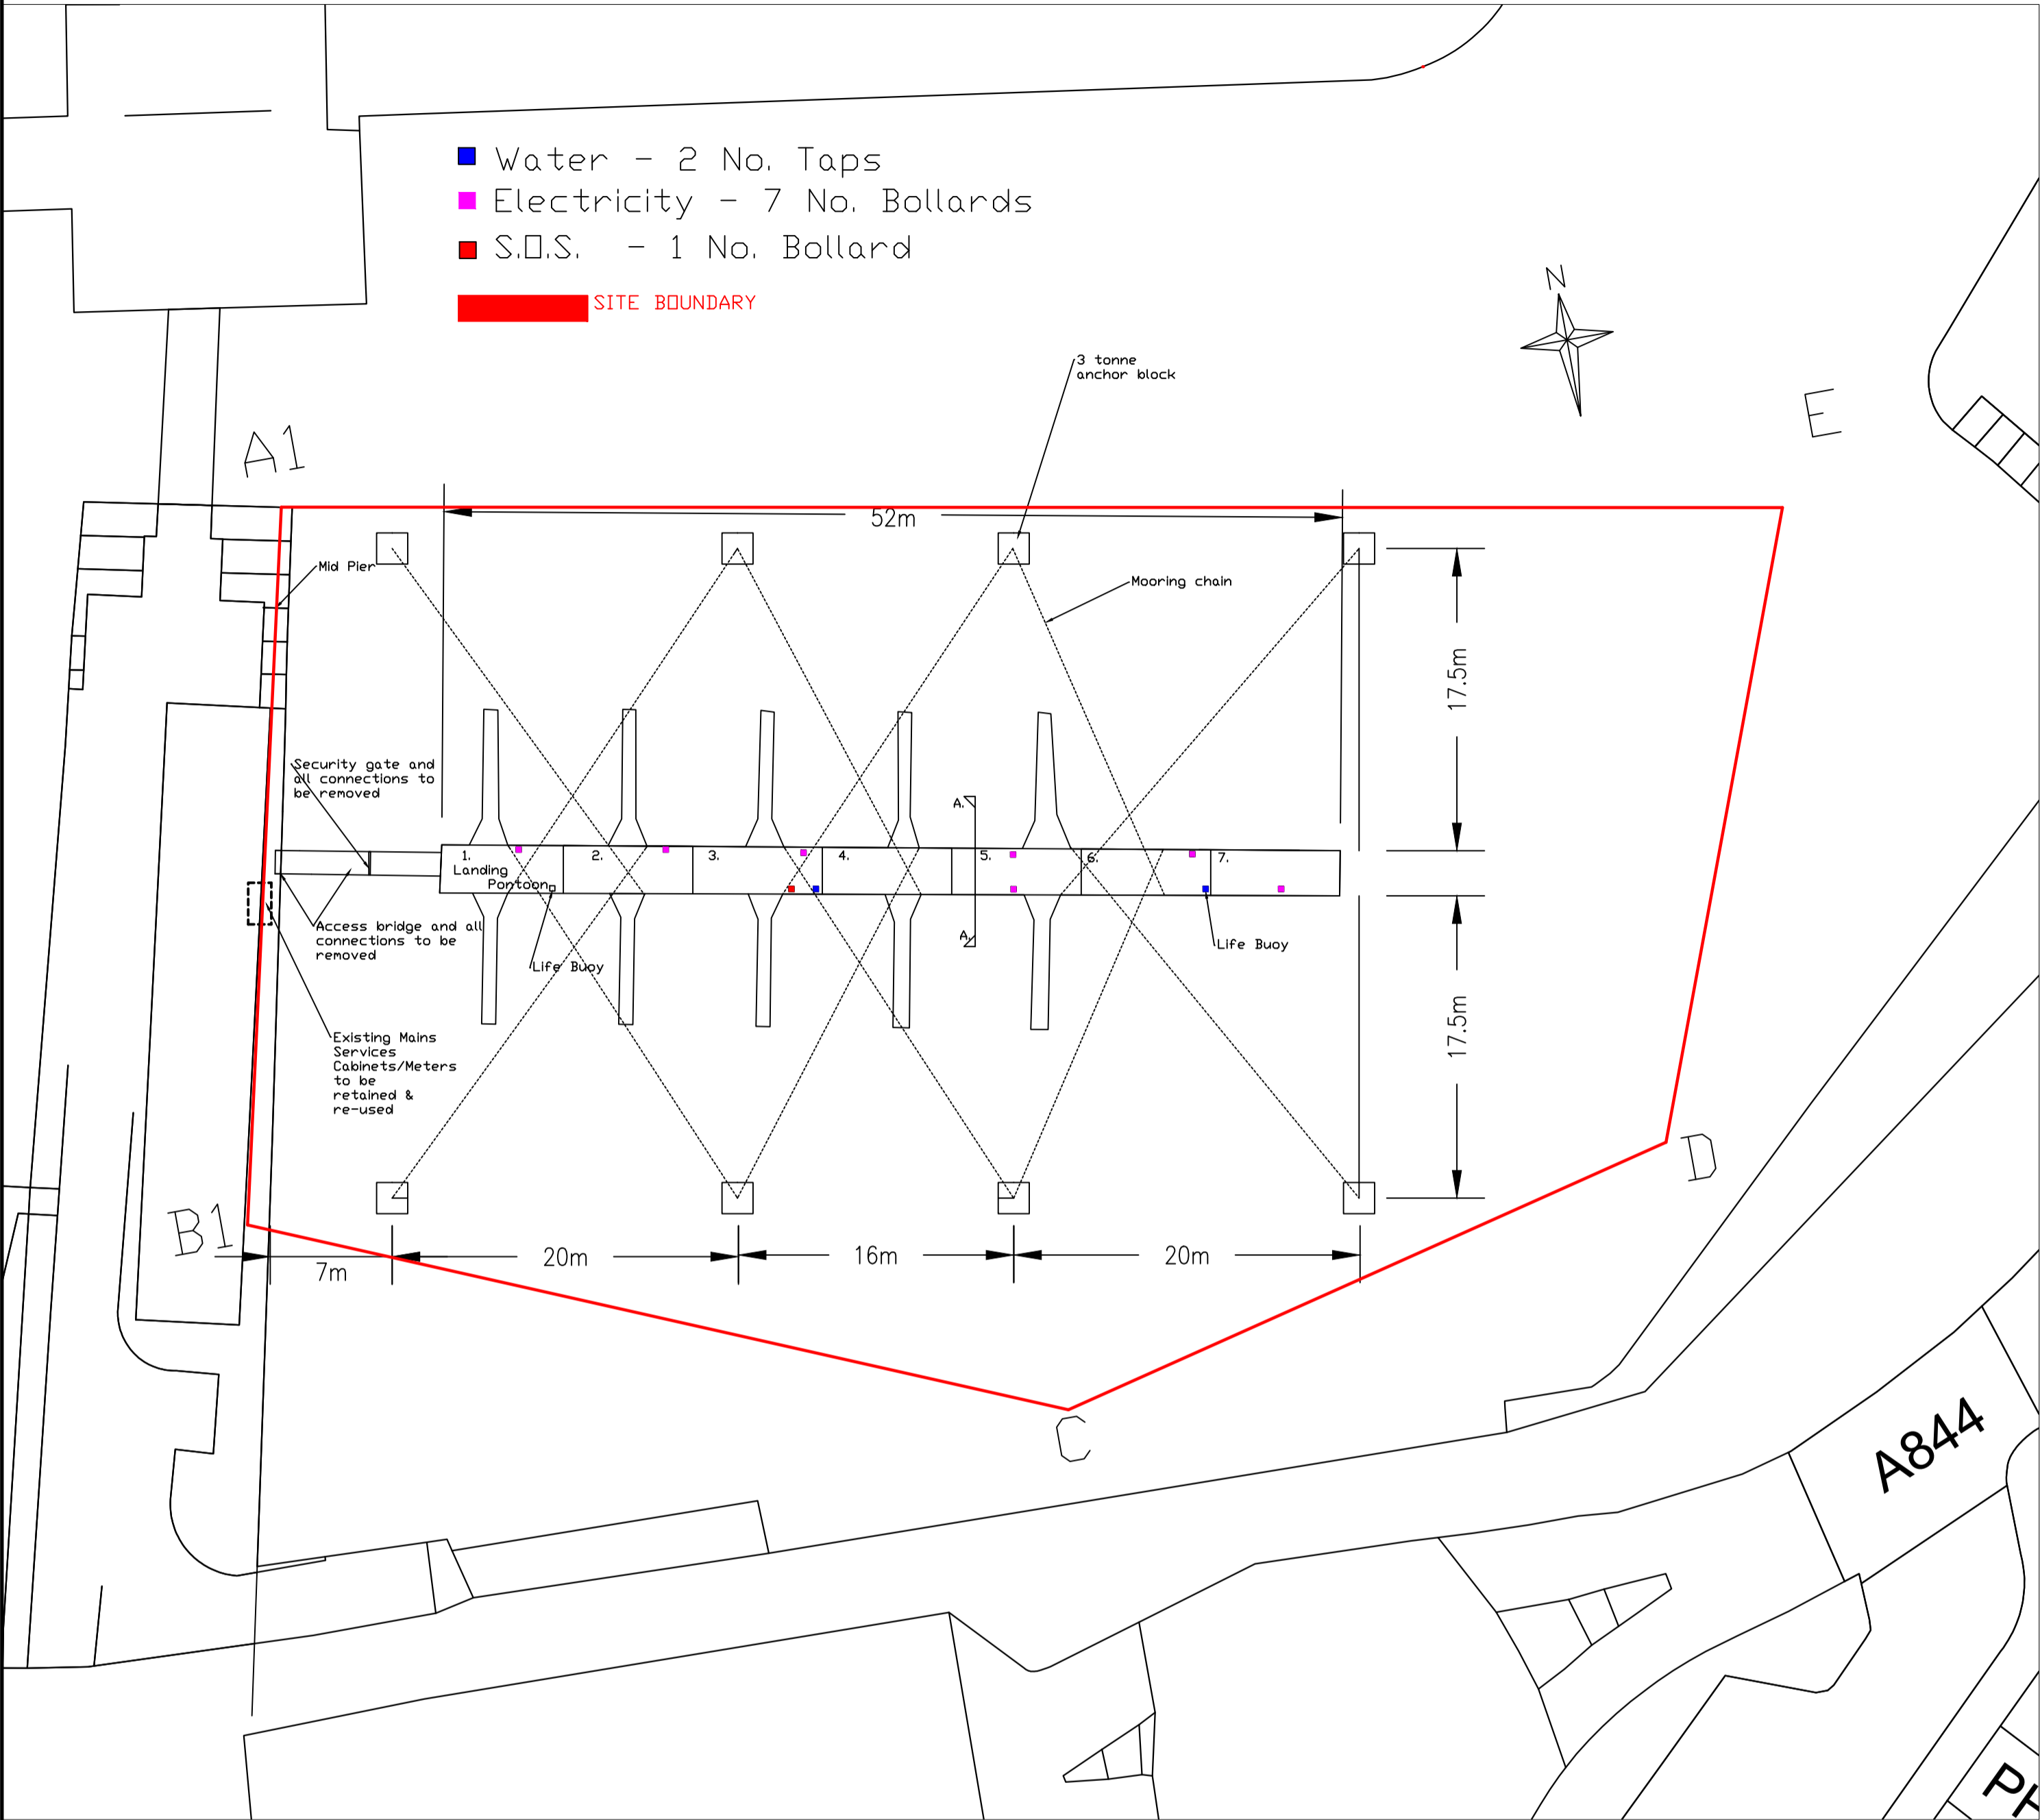 Water - 2 No. Taps
Electricity - 7 No. Bollards
S.O.S. - 1 No. Bollard
SITE BOUNDARY
N
3 tonne
anchor block
E
A1
52m
Mid Pier
Mooring chain
17.5m
Security gate and
all connections to
be removed
A.
1.
2.
3.
4.
5.
6.
7.
Landing
Pontoon
Access bridge and all
connections to be
removed
A.
Life Buoy
Life Buoy
17.5m
Existing Mains
Services
Cabinets/Meters
to be
retained &
re-used
D
B1
7m
20m
16m
20m
C
A844
PH